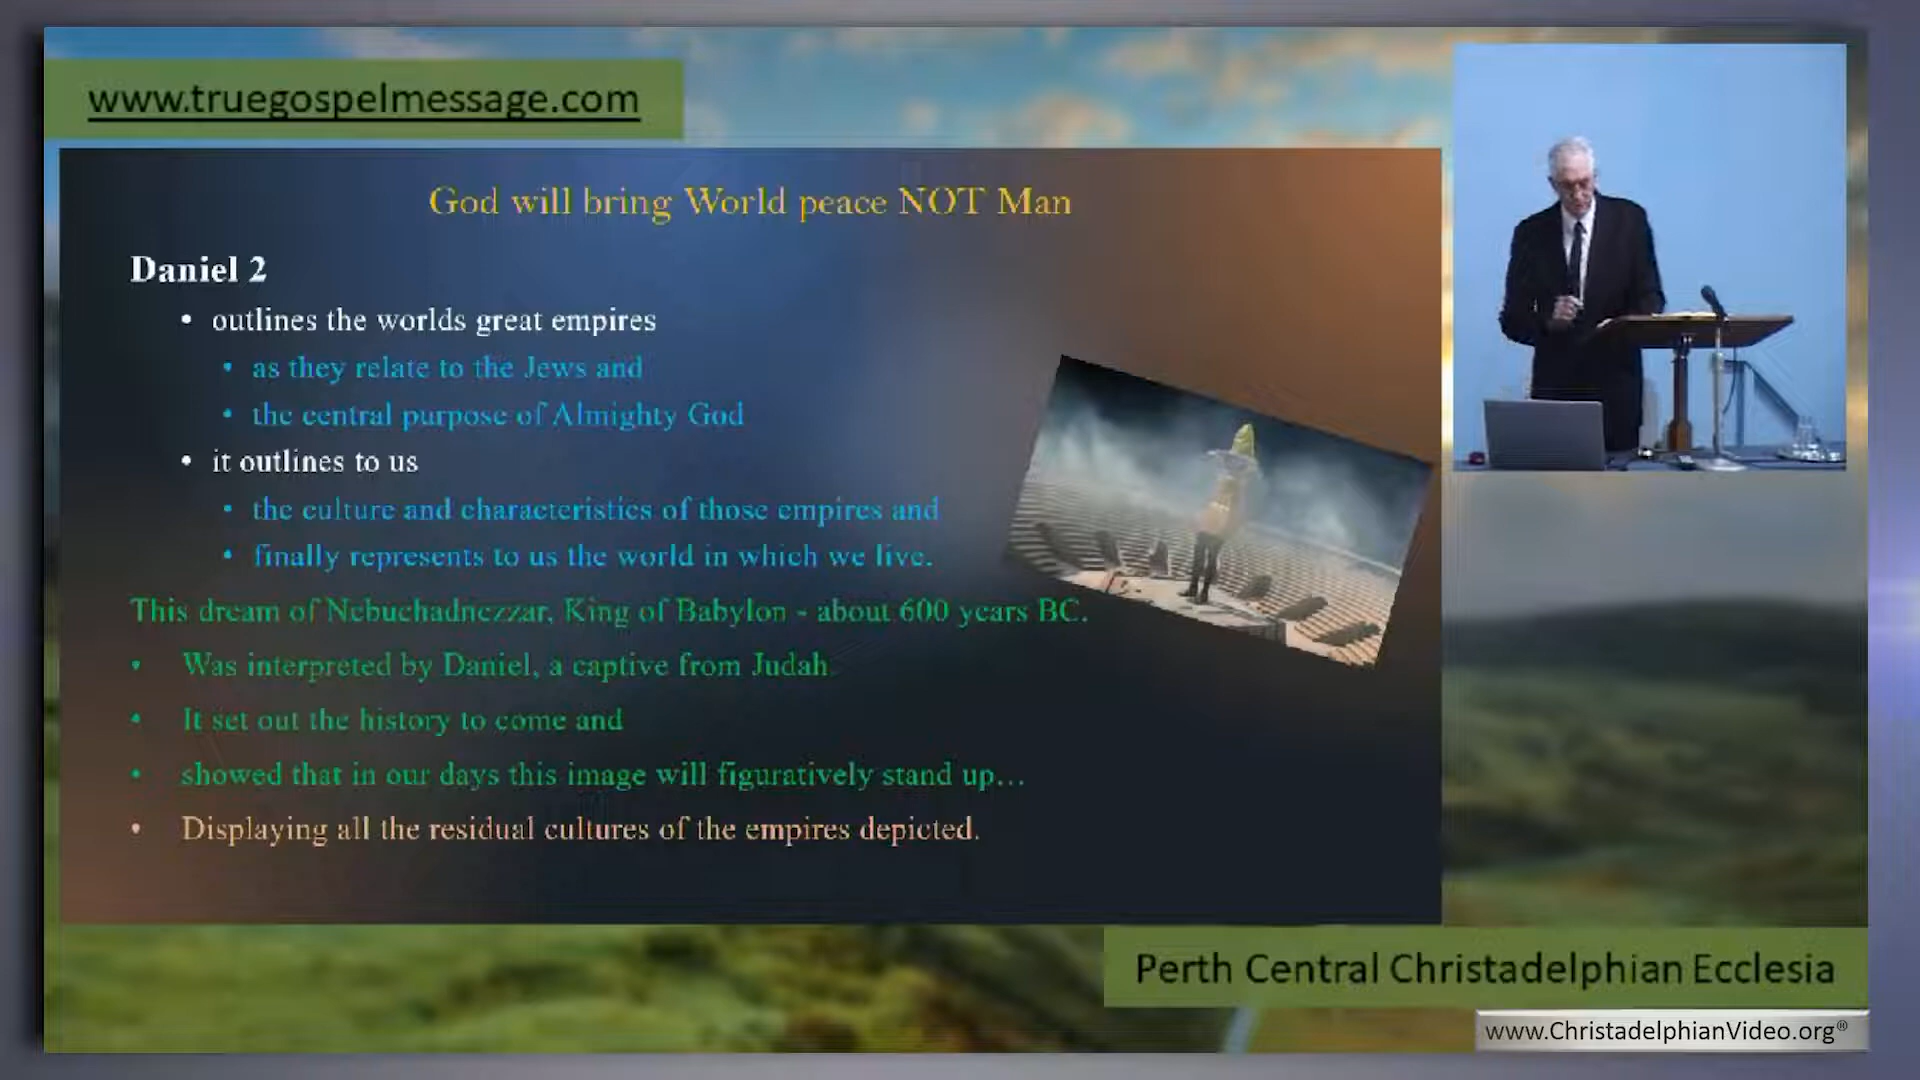 www.truegospelmessage.com
God will bring World peace NOT Man
Daniel 2
• outlines the worlds great empires
• as they relate to the Jews and
• the central purpose of Almighty God
• it outlines to us
• the culture and characteristics of those empires and
• finally represents to us the world in which we live.
This dream of Nebuchadnezzar, King of Babylon - about 600 years BC.
• Was interpreted by Daniel, a captive from Judah
• It set out the history to come and
• showed that in our days this image will figuratively stand up…
• Displaying all the residual cultures of the empires depicted.
Perth Central Christadelphian Ecclesia
www.ChristadelphianVideo.org®